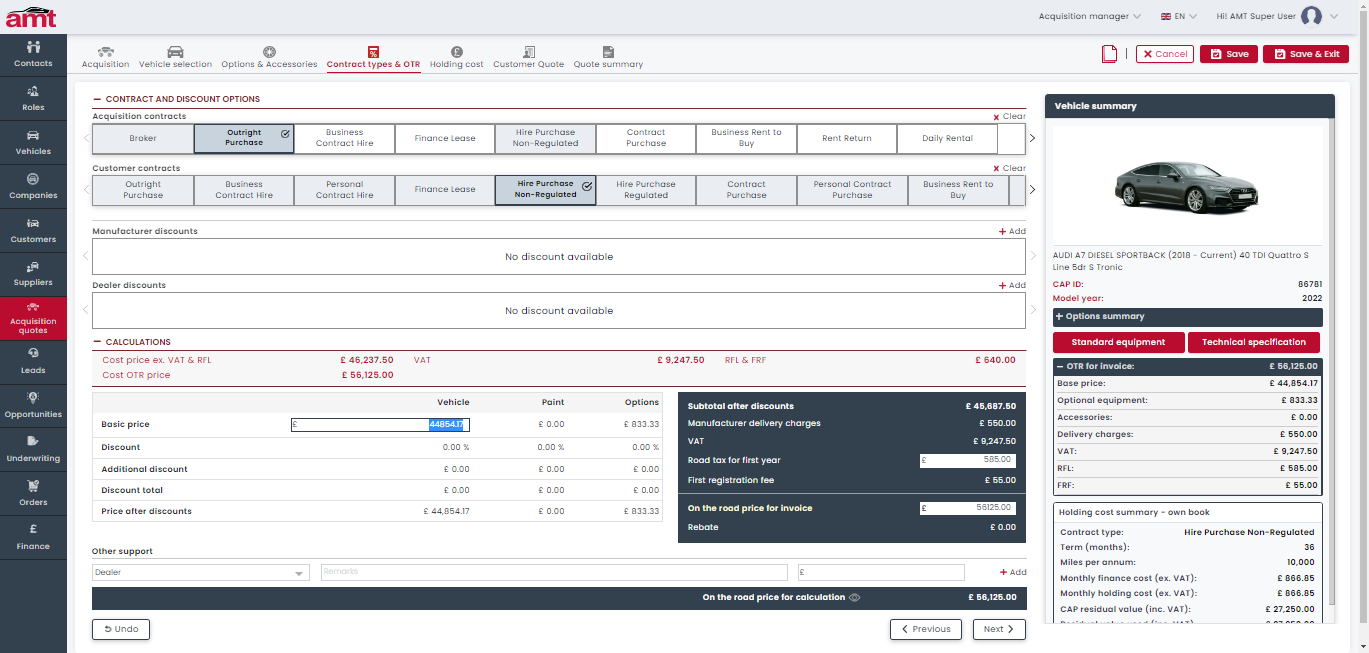 amt
Acquisition manager
EN
Hi! AMT Super User
Contacts
Roles
Vehicles
Companies
Customers
Suppliers
Acquisition
quotes
Leads
Opportunities
Underwriting
Orders
£
Finance
Acquisition
Vehicle selection
Options & Accessories
%
Contract types & OTR
£
Holding cost
Customer Quote
Quote summary
Cancel
Save
Save & Exit
CONTRACT AND DISCOUNT OPTIONS
Acquisition contracts
Clear
Broker
Outright
Purchase
Business
Contract Hire
Finance Lease
Hire Purchase
Non-Regulated
Contract
Purchase
Business Rent to
Buy
Rent Return
Daily Rental
Customer contracts
Clear
Outright
Purchase
Business
Contract Hire
Personal
Contract Hire
Finance Lease
Hire Purchase
Non-Regulated
Hire Purchase
Regulated
Contract
Purchase
Personal Contract
Purchase
Business Rent to
Buy
Manufacturer discounts
+ Add
No discount available
Dealer discounts
+ Add
No discount available
CALCULATIONS
Cost price ex. VAT & RFL £ 46,237.50 VAT £ 9,247.50 RFL & FRF £ 640.00
Cost OTR price £ 56,125.00
Vehicle Paint Options
Basic price £ 44854.17 £ 0.00 £ 833.33
Discount 0.00 % 0.00 % 0.00 %
Additional discount £ 0.00 £ 0.00 £ 0.00
Discount total £ 0.00 £ 0.00 £ 0.00
Price after discounts £ 44,854.17 £ 0.00 £ 833.33
Subtotal after discounts £ 45,687.50
Manufacturer delivery charges £ 550.00
VAT £ 9,247.50
Road tax for first year £ 585.00
First registration fee £ 55.00
On the road price for invoice £ 56125.00
Rebate £ 0.00
Other support
Dealer
Remarks
£
+ Add
On the road price for calculation £ 56,125.00
Undo
Previous
Next
Vehicle summary
AUDI A7 DIESEL SPORTBACK (2018 - Current) 40 TDI Quattro S
Line 5dr S Tronic
CAP ID: 86781
Model year: 2022
+ Options summary
Standard equipment
Technical specification
OTR for invoice: £ 56,125.00
Base price: £ 44,854.17
Optional equipment: £ 833.33
Accessories: £ 0.00
Delivery charges: £ 550.00
VAT: £ 9,247.50
RFL: £ 585.00
FRF: £ 55.00
Holding cost summary - own book
Contract type: Hire Purchase Non-Regulated
Term (months): 36
Miles per annum: 10,000
Monthly finance cost (ex. VAT): £ 866.85
Monthly holding cost (ex. VAT): £ 866.85
CAP residual value (inc. VAT): £ 27,250.00